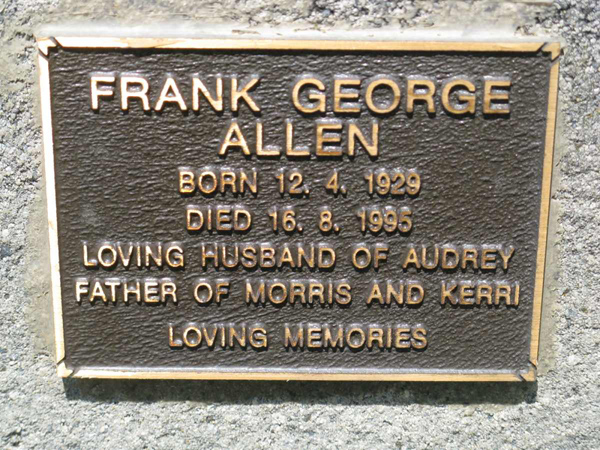 FRANK GEORGE
ALLEN
BORN 12. 4. 1929
DIED 16. 8. 1995
LOVING HUSBAND OF AUDREY
FATHER OF MORRIS AND KERRI
LOVING MEMORIES